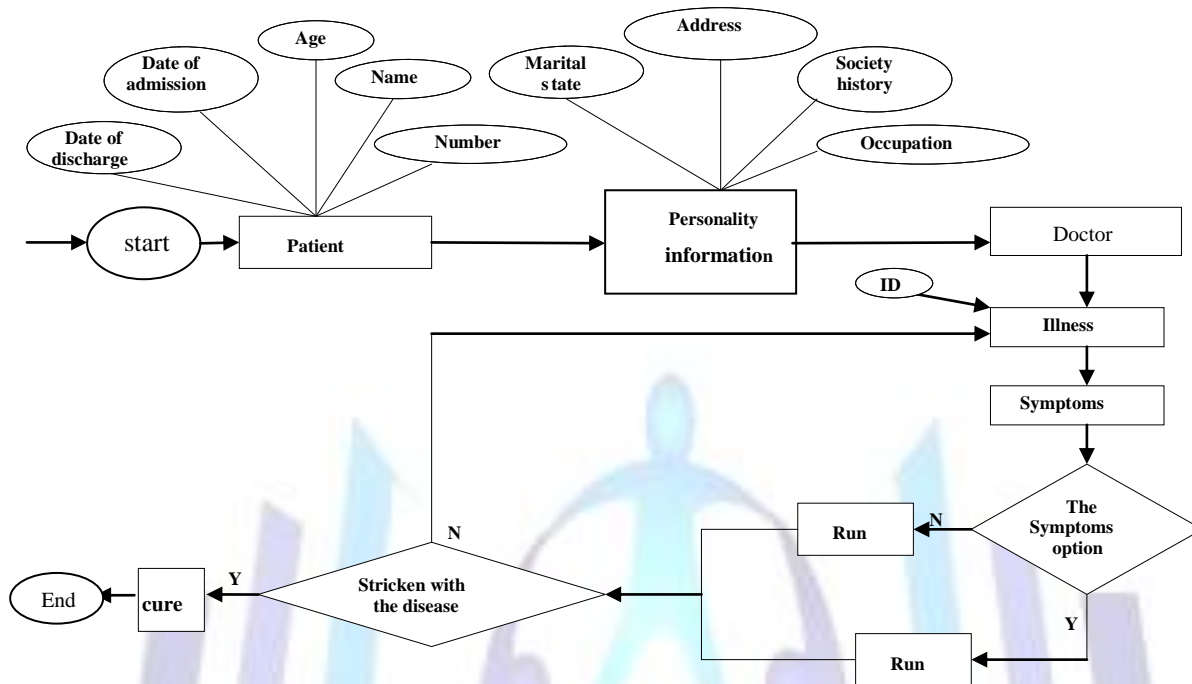 Age
Address
Date of
admission
Name
Marital
state
Society
history
Date of
discharge
Number
Occupation
start
Patient
Personality
information
Doctor
ID
Illness
Symptoms
The
Symptoms
option
N
Run
N
Stricken with
the disease
Y
cure
End
Y
Run